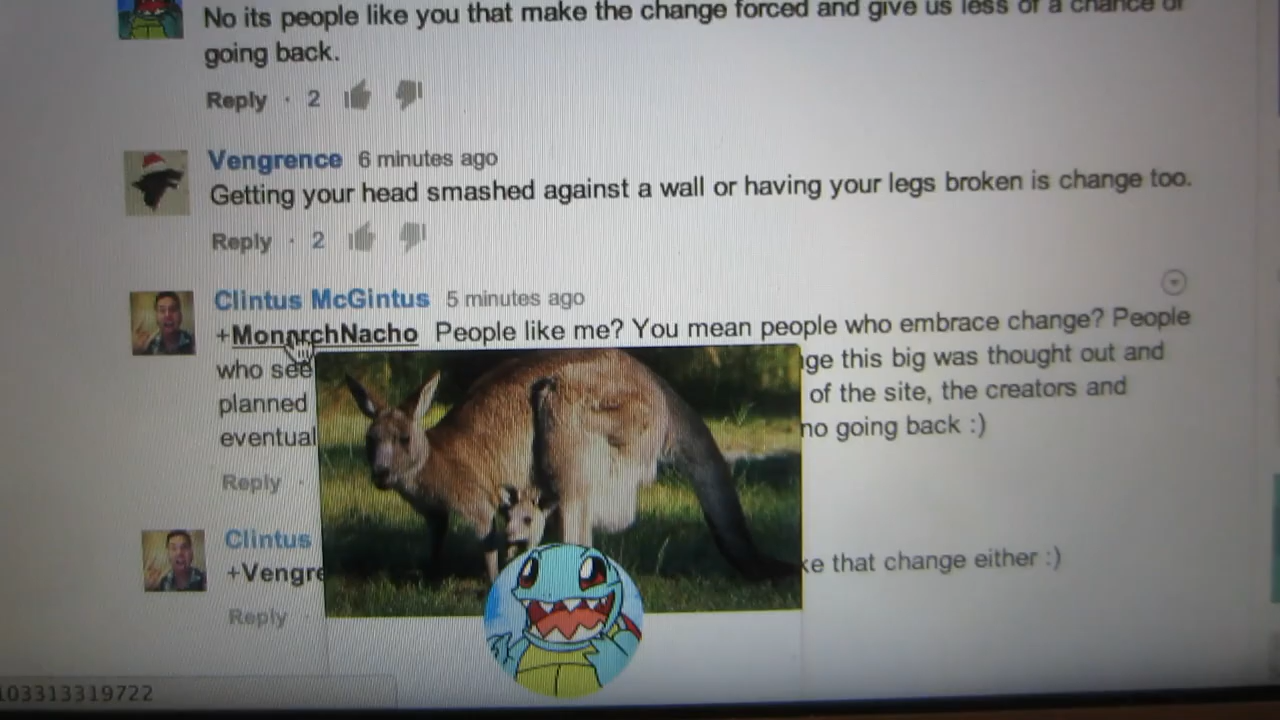 No its people like you that make the change forced and give us less of a chance of
going back.
Reply · 2
Vengrence 6 minutes ago
Getting your head smashed against a wall or having your legs broken is change too.
Reply · 2
Clintus McGintus 5 minutes ago
+MonarchNacho People like me? You mean people who embrace change? People
who see this big was thought out and
planned of the site, the creators and
no going back :)
Reply ·
Clintus
that change either :)
Reply
103313319722